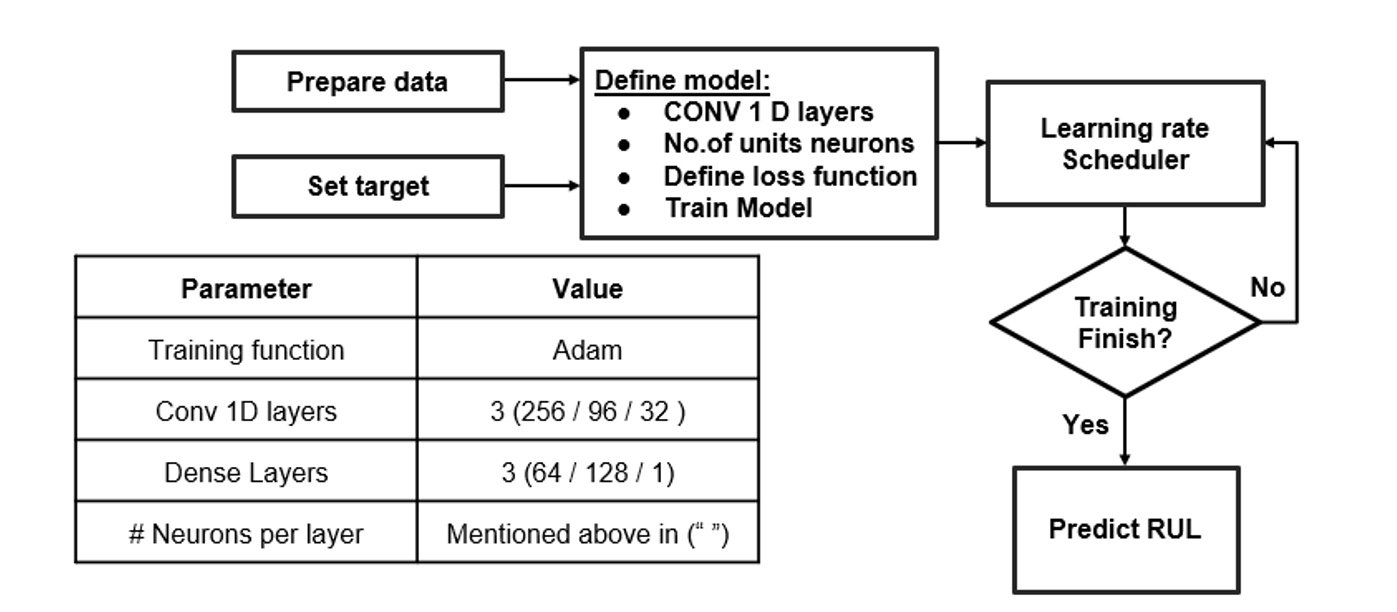 Prepare data
Set target
Define model:
● CONV 1 D layers
● No.of units neurons
● Define loss function
● Train Model
Learning rate
Scheduler
Training
Finish?
No
Yes
Predict RUL
Parameter Value
Training function Adam
Conv 1D layers 3 (256 / 96 / 32 )
Dense Layers 3 (64 / 128 / 1)
# Neurons per layer Mentioned above in (“ ”)